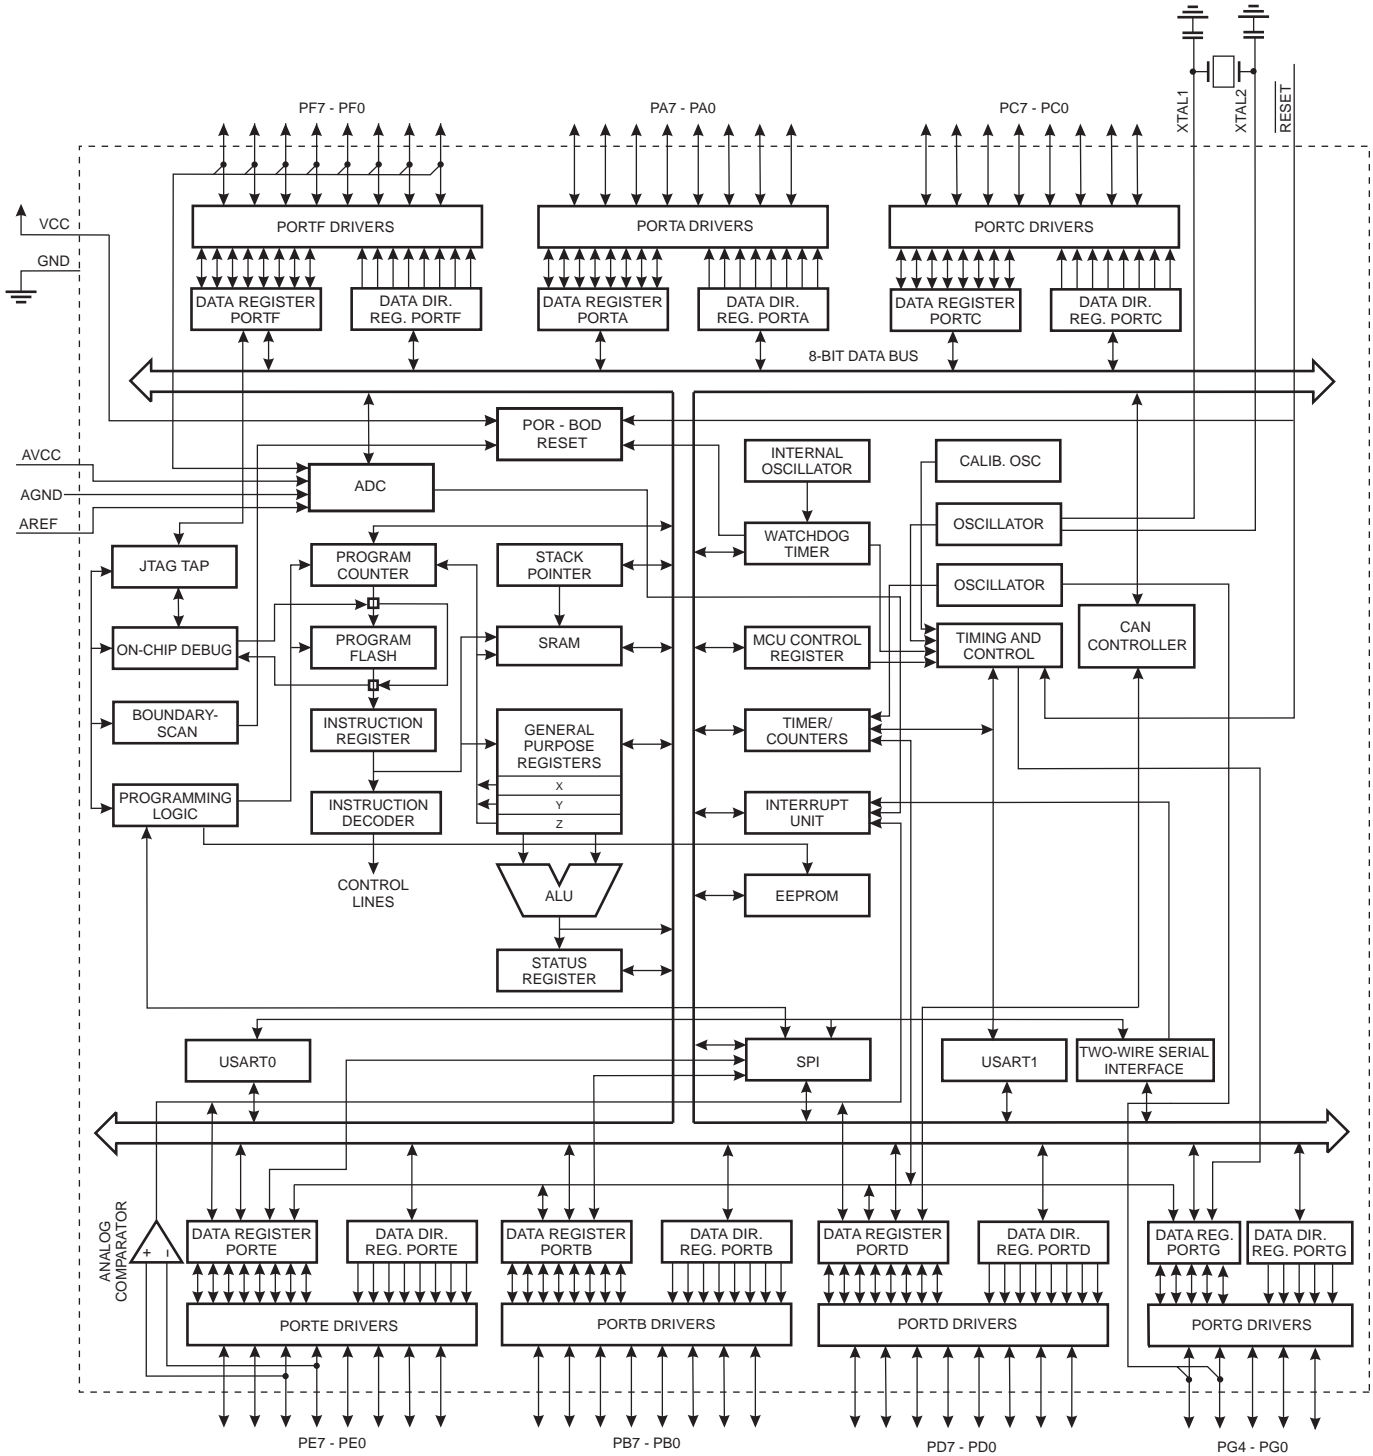 XTAL1
XTAL2
RESET
PF7 - PF0
PA7 - PA0
PC7 - PC0
VCC
GND
PORTF DRIVERS
PORTA DRIVERS
PORTC DRIVERS
DATA REGISTER
PORTF
DATA DIR.
REG. PORTF
DATA REGISTER
PORTA
DATA DIR.
REG. PORTA
DATA REGISTER
PORTC
DATA DIR.
REG. PORTC
8-BIT DATA BUS
POR - BOD
RESET
INTERNAL
OSCILLATOR
CALIB. OSC
AVCC
AGND
AREF
ADC
OSCILLATOR
WATCHDOG
TIMER
JTAG TAP
PROGRAM
COUNTER
STACK
POINTER
OSCILLATOR
ON-CHIP DEBUG
PROGRAM
FLASH
SRAM
MCU CONTROL
REGISTER
TIMING AND
CONTROL
CAN
CONTROLLER
BOUNDARY-
SCAN
INSTRUCTION
REGISTER
GENERAL
PURPOSE
REGISTERS
X
Y
Z
TIMER/
COUNTERS
PROGRAMMING
LOGIC
INSTRUCTION
DECODER
INTERRUPT
UNIT
CONTROL
LINES
ALU
EEPROM
STATUS
REGISTER
USART0
SPI
USART1
TWO-WIRE SERIAL
INTERFACE
ANALOG
COMPARATOR
+
-
DATA REGISTER
PORTE
DATA DIR.
REG. PORTE
DATA REGISTER
PORTB
DATA DIR.
REG. PORTB
DATA REGISTER
PORTD
DATA DIR.
REG. PORTD
DATA REG.
PORTG
DATA DIR.
REG. PORTG
PORTE DRIVERS
PORTB DRIVERS
PORTD DRIVERS
PORTG DRIVERS
PE7 - PE0
PB7 - PB0
PD7 - PD0
PG4 - PG0